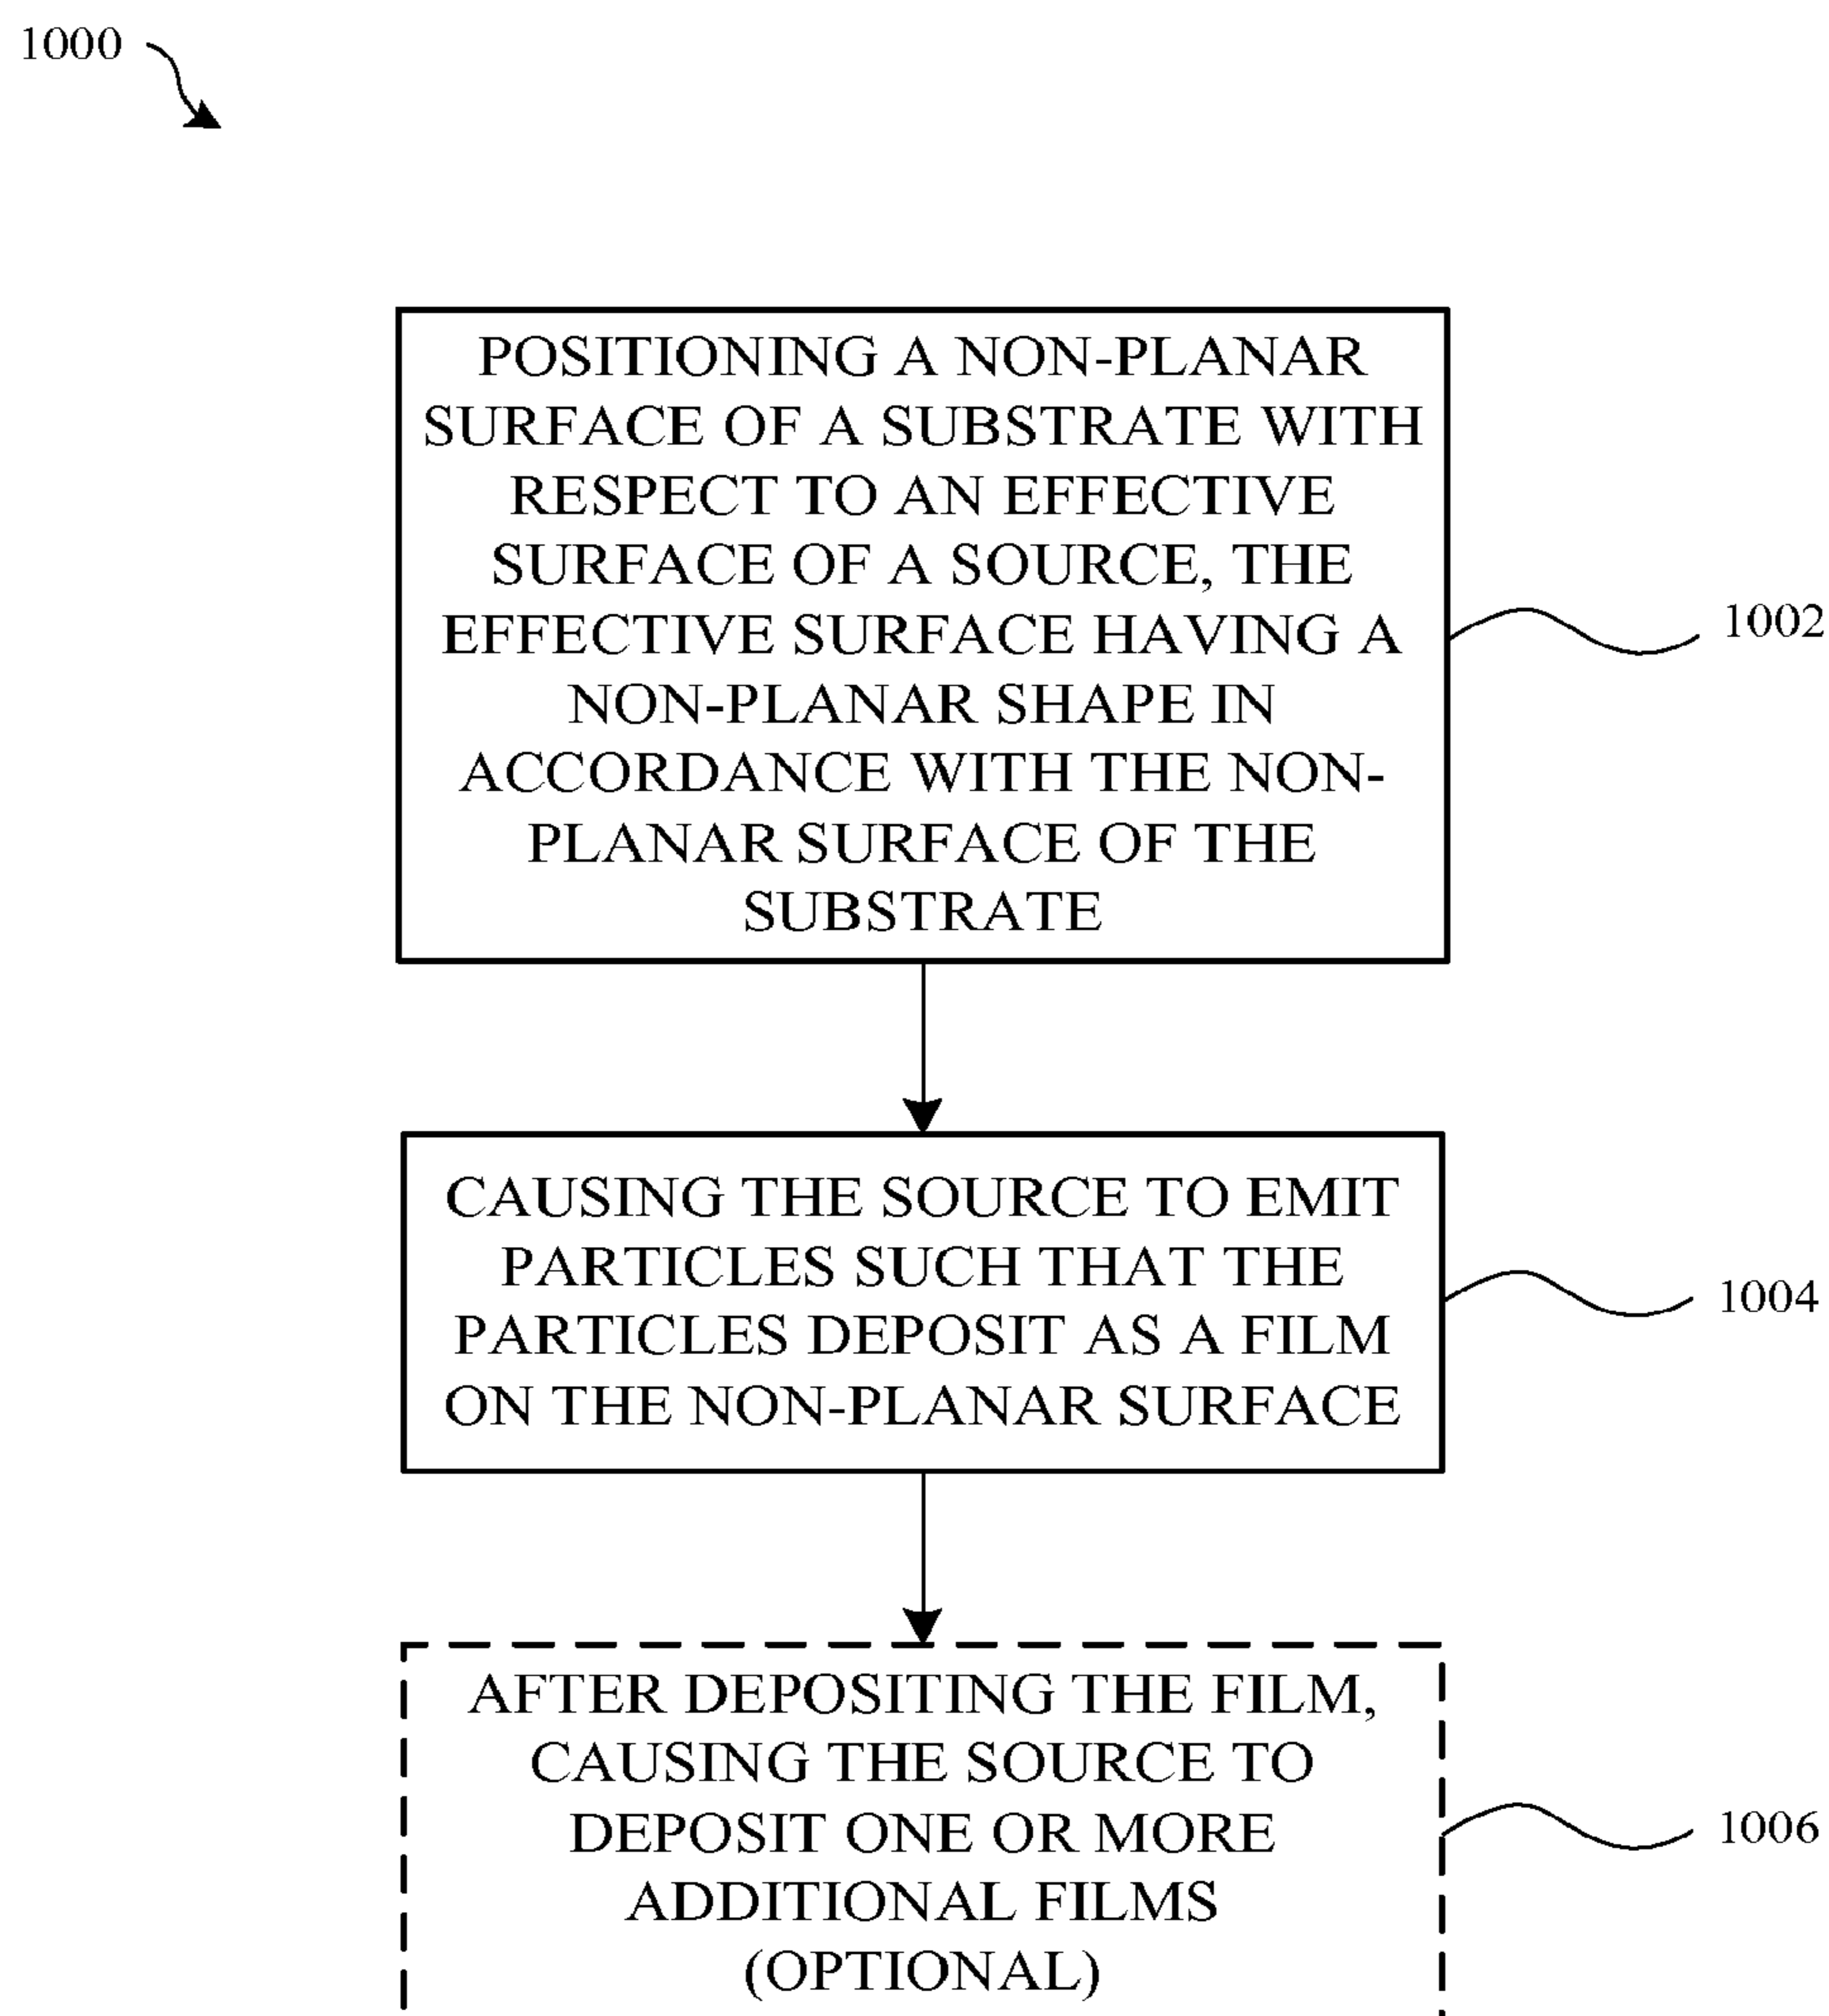 1000
POSITIONING A NON-PLANAR
SURFACE OF A SUBSTRATE WITH
RESPECT TO AN EFFECTIVE
SURFACE OF A SOURCE, THE
EFFECTIVE SURFACE HAVING A
NON-PLANAR SHAPE IN
ACCORDANCE WITH THE NON-
PLANAR SURFACE OF THE
SUBSTRATE
1002
CAUSING THE SOURCE TO EMIT
PARTICLES SUCH THAT THE
PARTICLES DEPOSIT AS A FILM
ON THE NON-PLANAR SURFACE
1004
AFTER DEPOSITING THE FILM,
CAUSING THE SOURCE TO
DEPOSIT ONE OR MORE
ADDITIONAL FILMS
(OPTIONAL)
1006